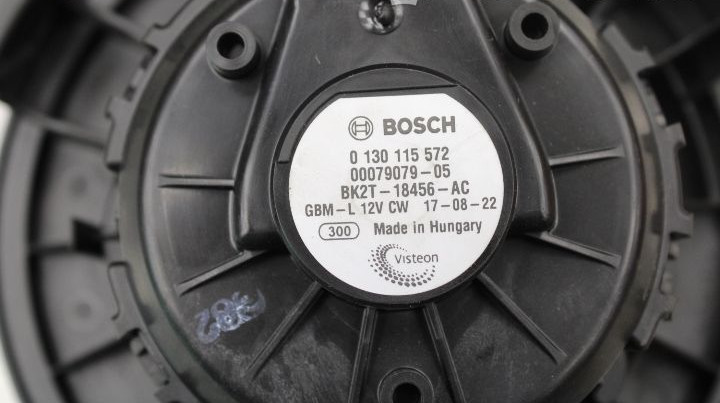 BOSCH
0 130 115 572
00079079-05
BK2T-18456-AC
GBM-L 12V CW 17-08-22
300 Made in Hungary
Visteon